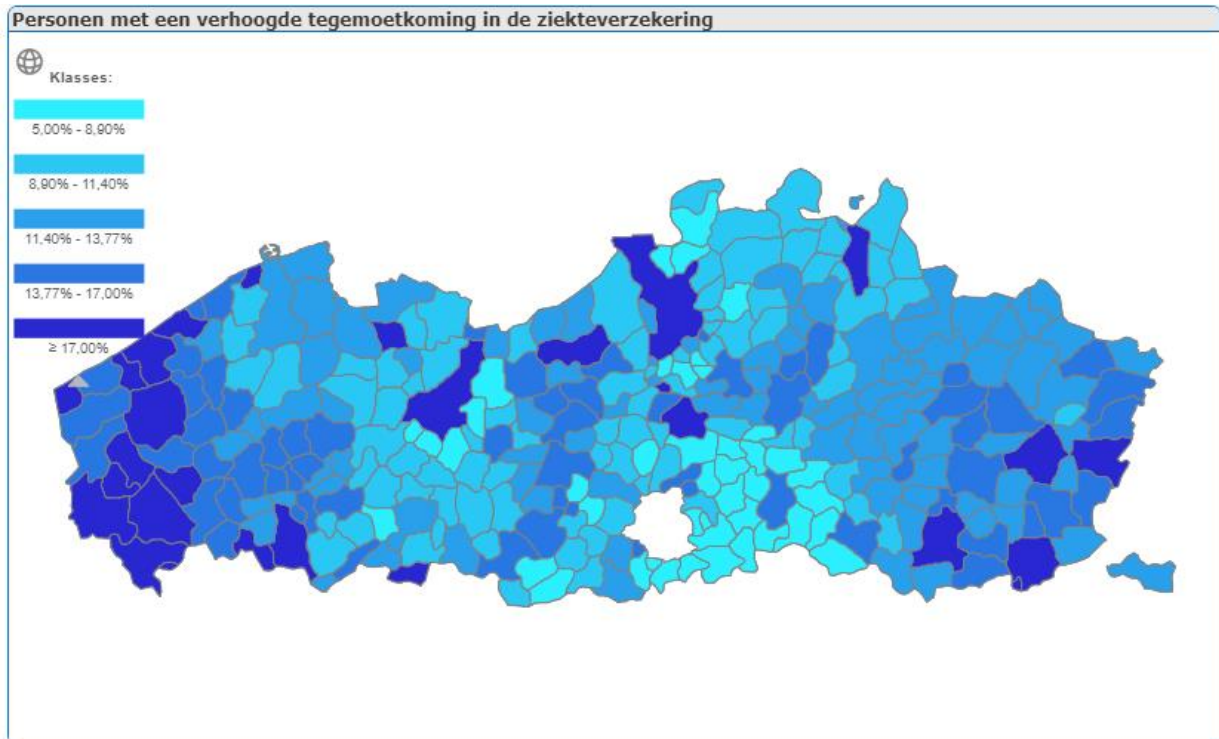 Personen met een verhoogde tegemoetkoming in de ziekteverzekering
Klasses:
5,00% - 8,90%
8,90% - 11,40%
11,40% - 13,77%
13,77% - 17,00%
≥ 17,00%